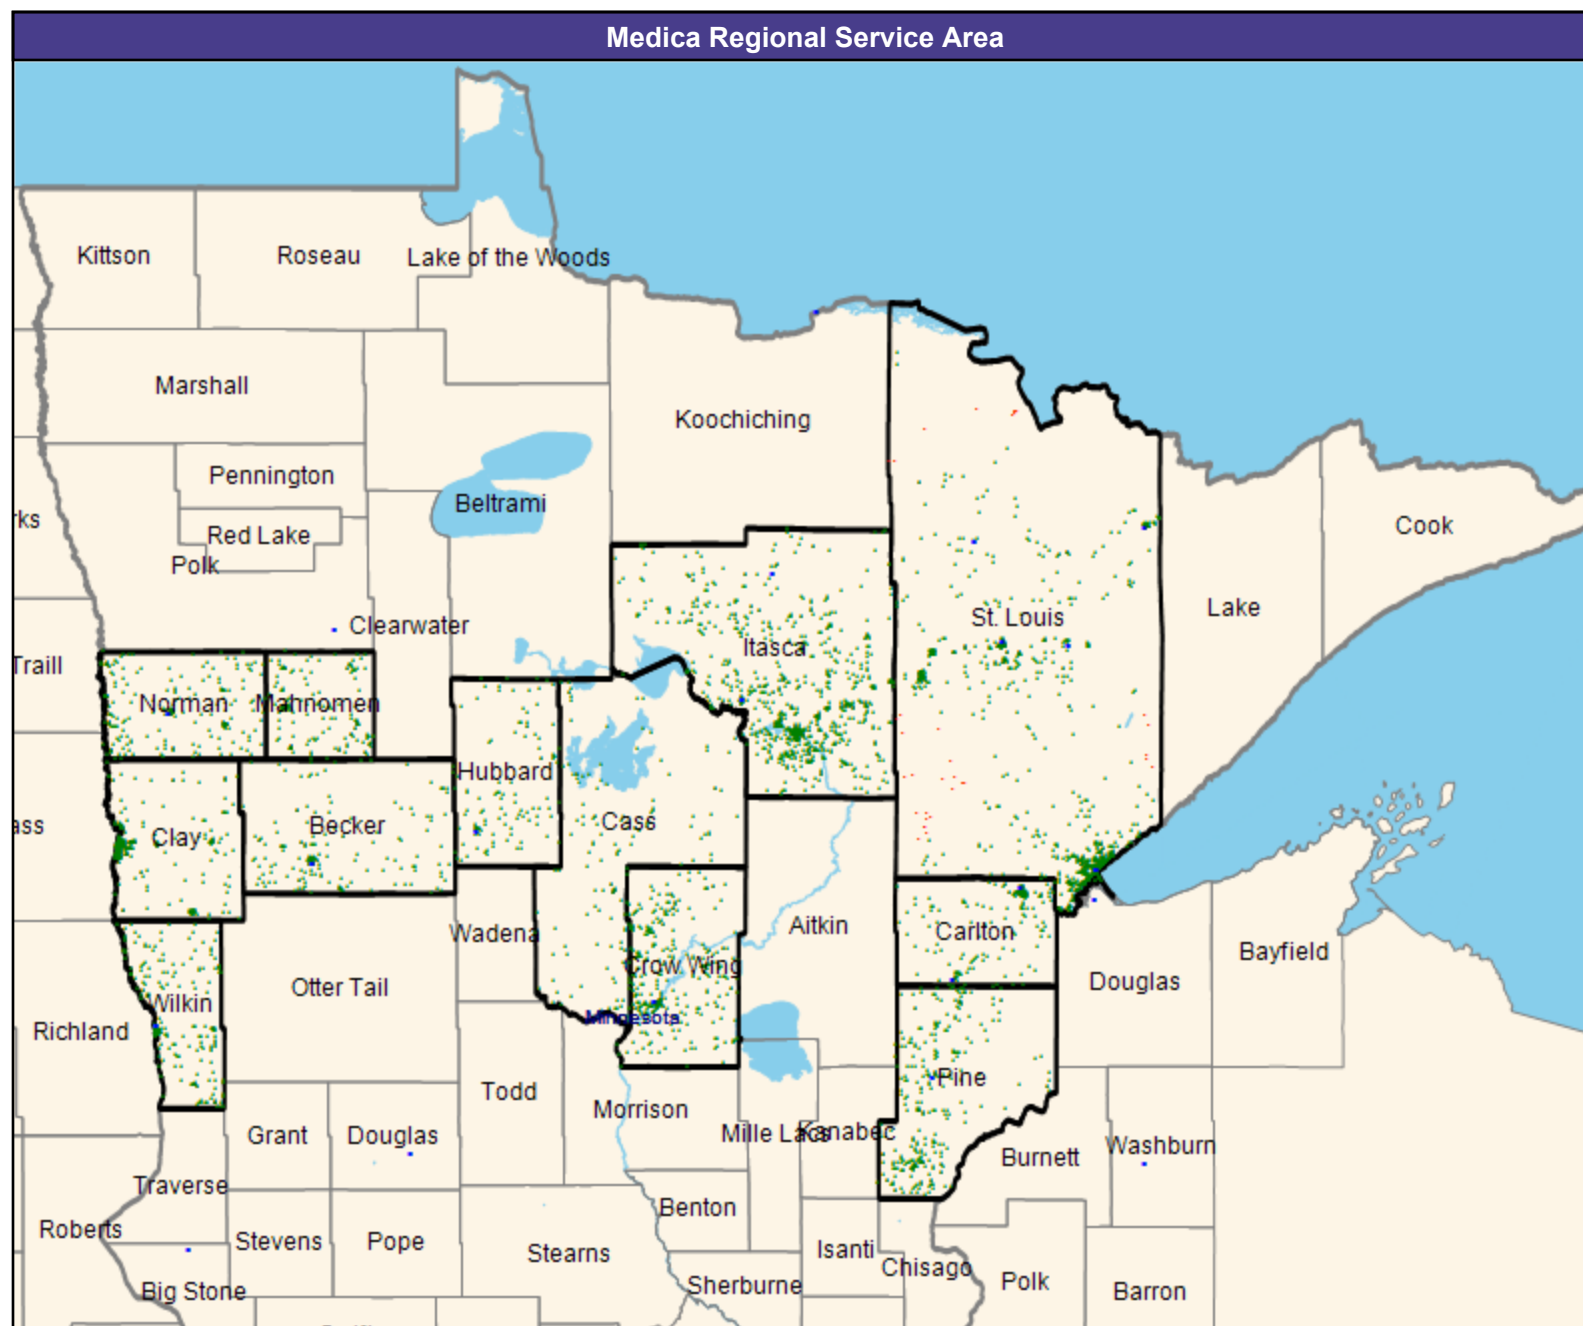 Medica Regional Service Area
Kittson
Roseau
Lake of the Woods
Marshall
Koochiching
Pennington
Beltrami
rks
Red Lake
Cook
Polk
Clearwater
Lake
St. Louis
Itasca
Traill
Norman
Mahnomen
Hubbard
Cass
Becker
Clay
ass
Wadena
Crow Wing
Aitkin
Carlton
Bayfield
Douglas
Otter Tail
Wilkin
Minnesota
Richland
Pine
Todd
Morrison
Grant
Douglas
Mille Lacs
Kanabec
Washburn
Burnett
Traverse
Benton
Roberts
Stevens
Pope
Stearns
Isanti
Chisago
Polk
Barron
Big Stone
Sherburne